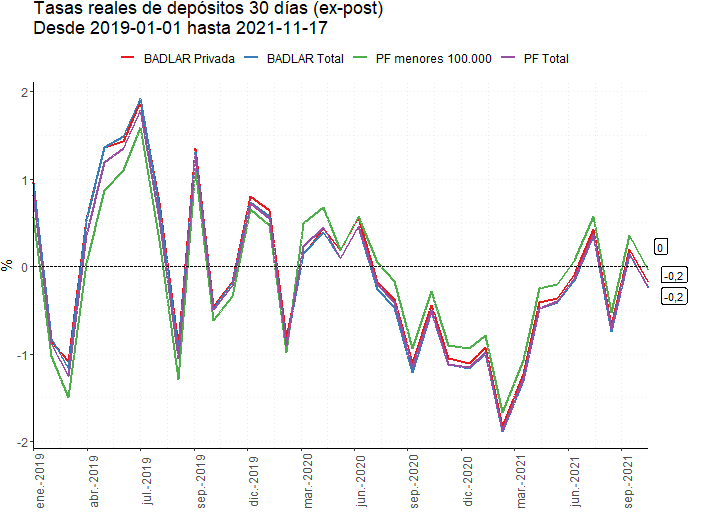 Tasas reales de depósitos 30 días (ex-post)
Desde 2019-01-01 hasta 2021-11-17
BADLAR Privada BADLAR Total PF menores 100.000 PF Total
%
2
1
0
-1
-2
0
-0,2
-0,2
ene.-2019
abr.-2019
jul.-2019
sep.-2019
dic.-2019
mar.-2020
jun.-2020
sep.-2020
dic.-2020
mar.-2021
jun.-2021
sep.-2021